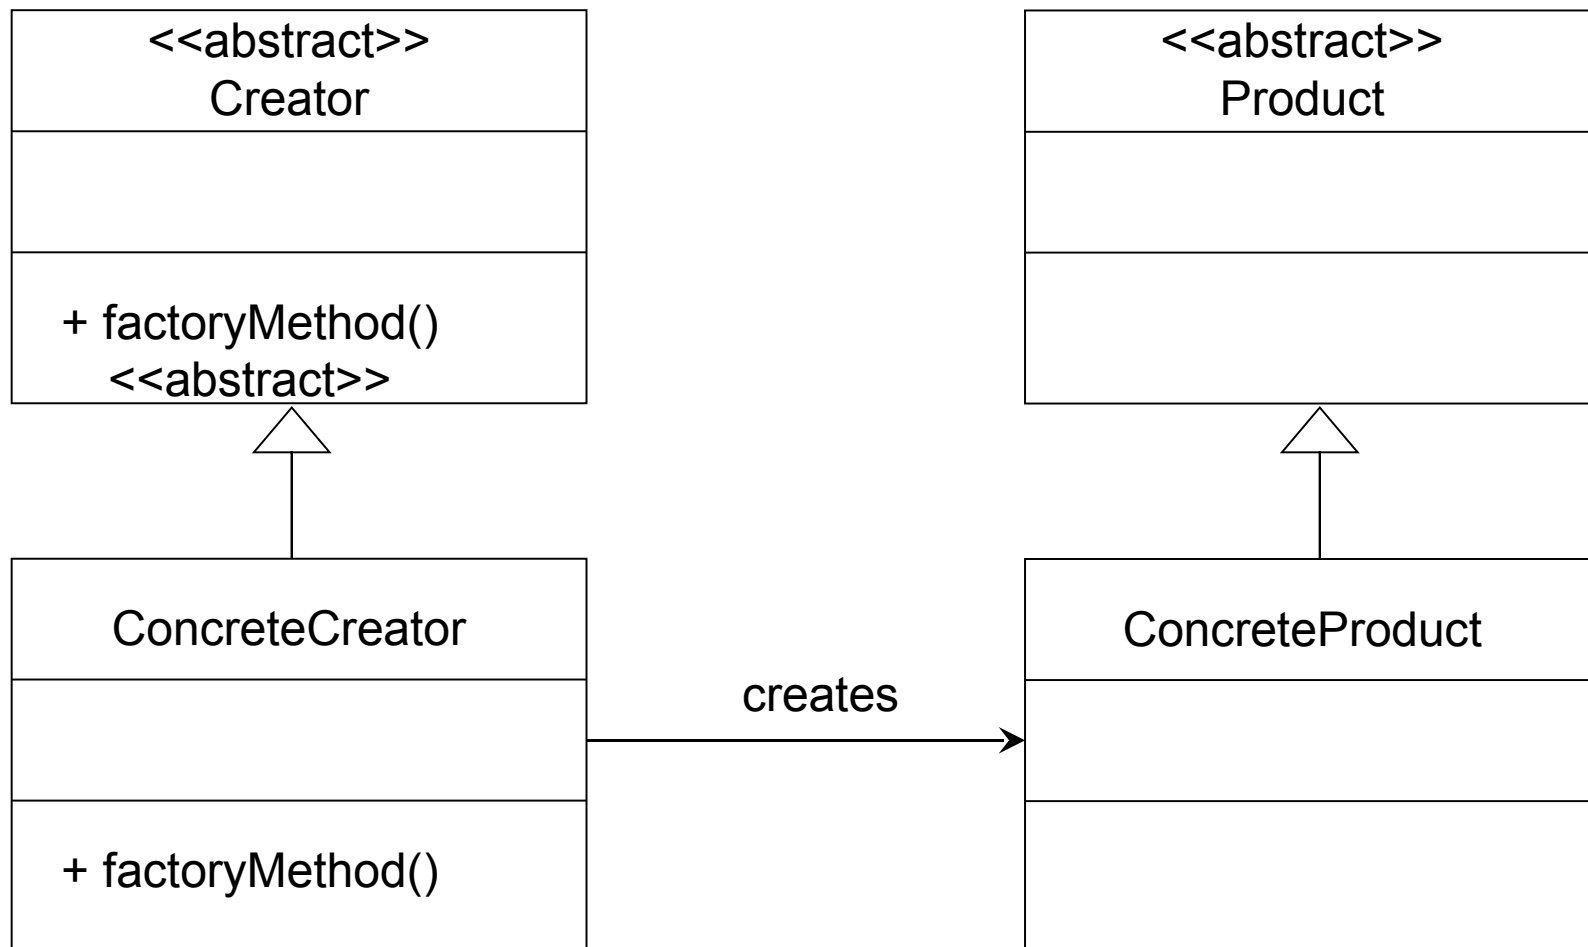 <<abstract>>
Creator
+ factoryMethod()
<<abstract>>
<<abstract>>
Product
ConcreteCreator
+ factoryMethod()
creates
ConcreteProduct